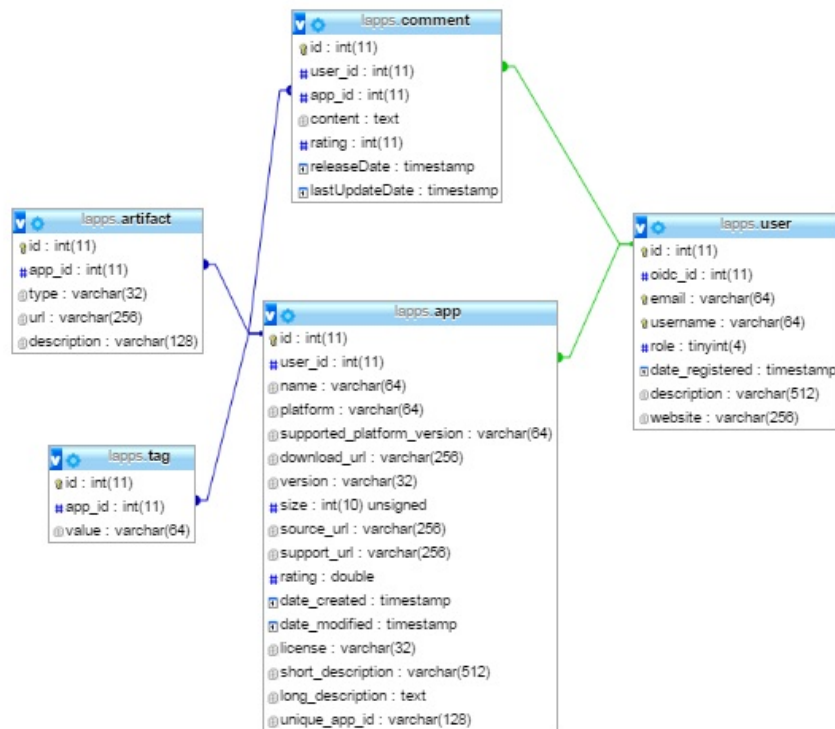 lapps.comment
id : int(11)
user_id : int(11)
app_id : int(11)
content : text
rating : int(11)
releaseDate : timestamp
lastUpdateDate : timestamp
lapps.artifact
id : int(11)
app_id : int(11)
type : varchar(32)
url : varchar(256)
description : varchar(128)
lapps.user
id : int(11)
oidc_id : int(11)
email : varchar(64)
username : varchar(64)
role : tinyint(4)
date_registered : timestamp
description : varchar(512)
website : varchar(256)
lapps.app
id : int(11)
user_id : int(11)
name : varchar(64)
platform : varchar(64)
supported_platform_version : varchar(64)
download_url : varchar(256)
version : varchar(32)
size : int(10) unsigned
source_url : varchar(256)
support_url : varchar(256)
rating : double
date_created : timestamp
date_modified : timestamp
license : varchar(32)
short_description : varchar(512)
long_description : text
unique_app_id : varchar(128)
lapps.tag
id : int(11)
app_id : int(11)
value : varchar(64)